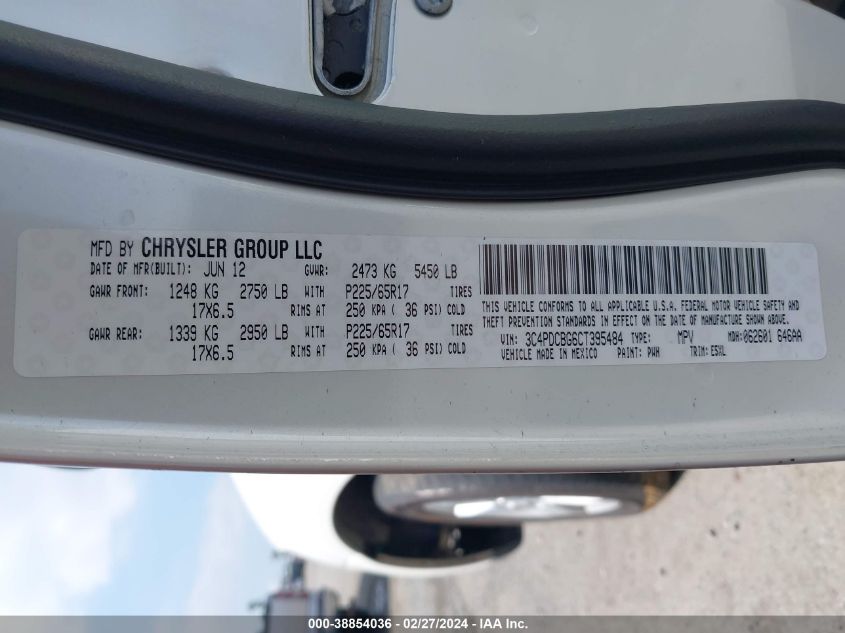 MFD BY CHRYSLER GROUP LLC
DATE OF MFR(BUILT): JUN 12 GVWR: 2473 KG 5450 LB
GAWR FRONT: 1248 KG 2750 LB WITH P225/65R17 TIRES
17X6.5 RIMS AT 250 KPA ( 36 PSI) COLD
GAWR REAR: 1339 KG 2950 LB WITH P225/65R17 TIRES
17X6.5 RIMS AT 250 KPA ( 36 PSI) COLD
THIS VEHICLE CONFORMS TO ALL APPLICABLE U.S.A. FEDERAL MOTOR VEHICLE SAFETY AND
THEFT PREVENTION STANDARDS IN EFFECT ON THE DATE OF MANUFACTURE SHOWN ABOVE.
VIN: 3C4PDCBG6CT395484 TYPE: MPV MDH:062601 646AA
VEHICLE MADE IN MEXICO PAINT: PWH TRIM: E5XL
000-38854036 - 02/27/2024 - IAA Inc.